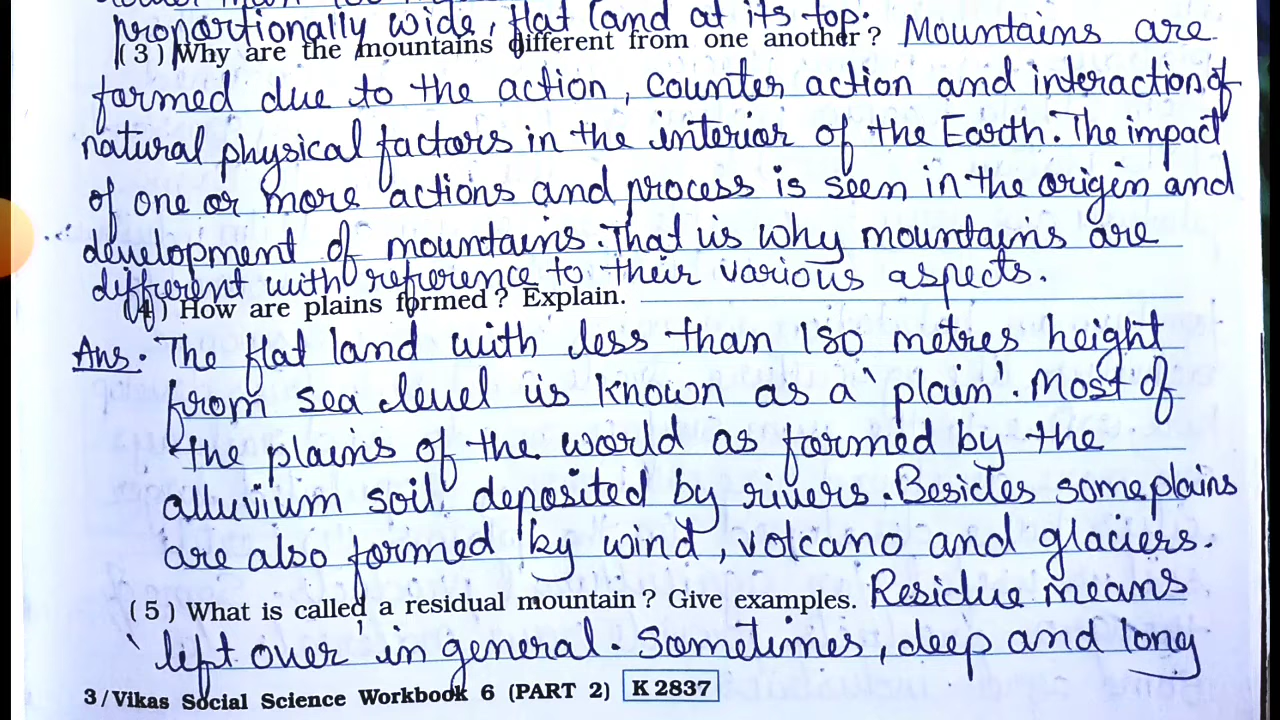 proportionally wide, flat land at its top.
(3) Why are the mountains different from one another? Mountains are
formed due to the action, counter action and interaction of
natural physical factors in the interior of the Earth. The impact
of one or more actions and process is seen in the origin and
development of mountains. That is why mountains are
different with reference to their various aspects.
(4) How are plains formed? Explain.
Ans. The flat land with less than 180 metres height
from sea level is known as a 'plain'. Most of
the plains of the world as formed by the
alluvium soil deposited by rivers. Besides some plains
are also formed by wind, volcano and glaciers.
(5) What is called a residual mountain? Give examples. Residue means
'left over' in general. Sometimes, deep and long
3/Vikas Social Science Workbook 6 (PART 2) K 2837